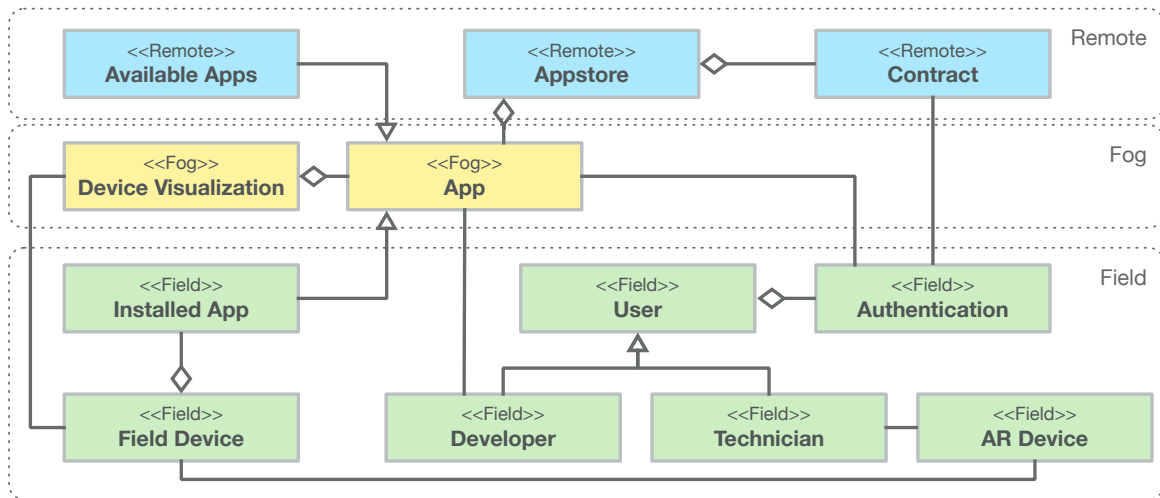 Remote
<<Remote>>
Available Apps
<<Remote>>
Appstore
<<Remote>>
Contract
Fog
<<Fog>>
Device Visualization
<<Fog>>
App
Field
<<Field>>
Installed App
<<Field>>
User
<<Field>>
Authentication
<<Field>>
Field Device
<<Field>>
Developer
<<Field>>
Technician
<<Field>>
AR Device